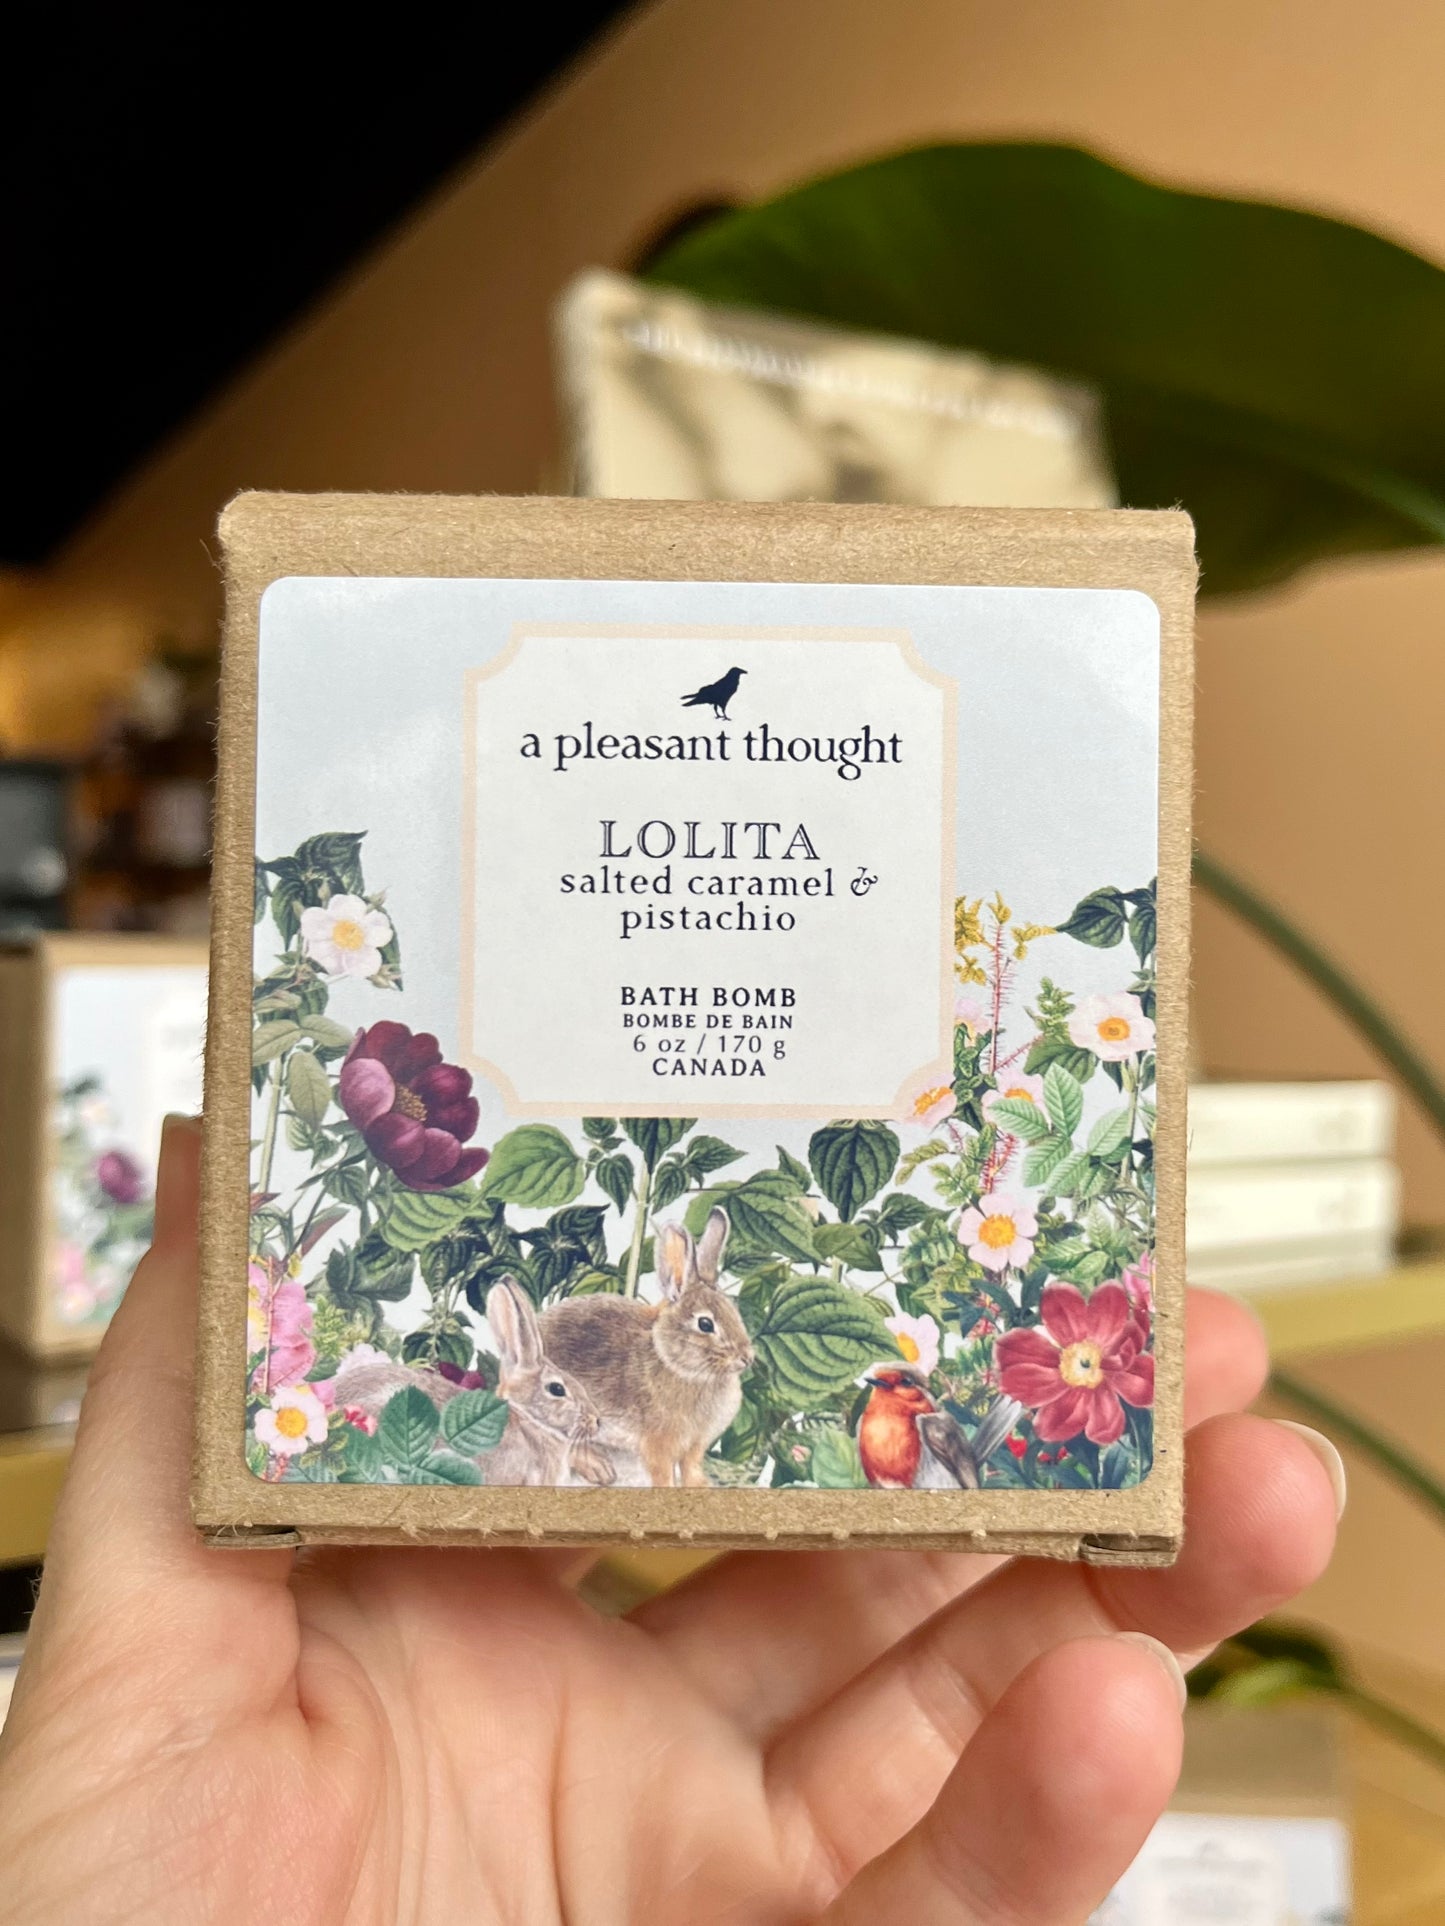 a pleasant thought
LOLITA
salted caramel &
pistachio
BATH BOMB
BOMBE DE BAIN
6 oz / 170 g
CANADA